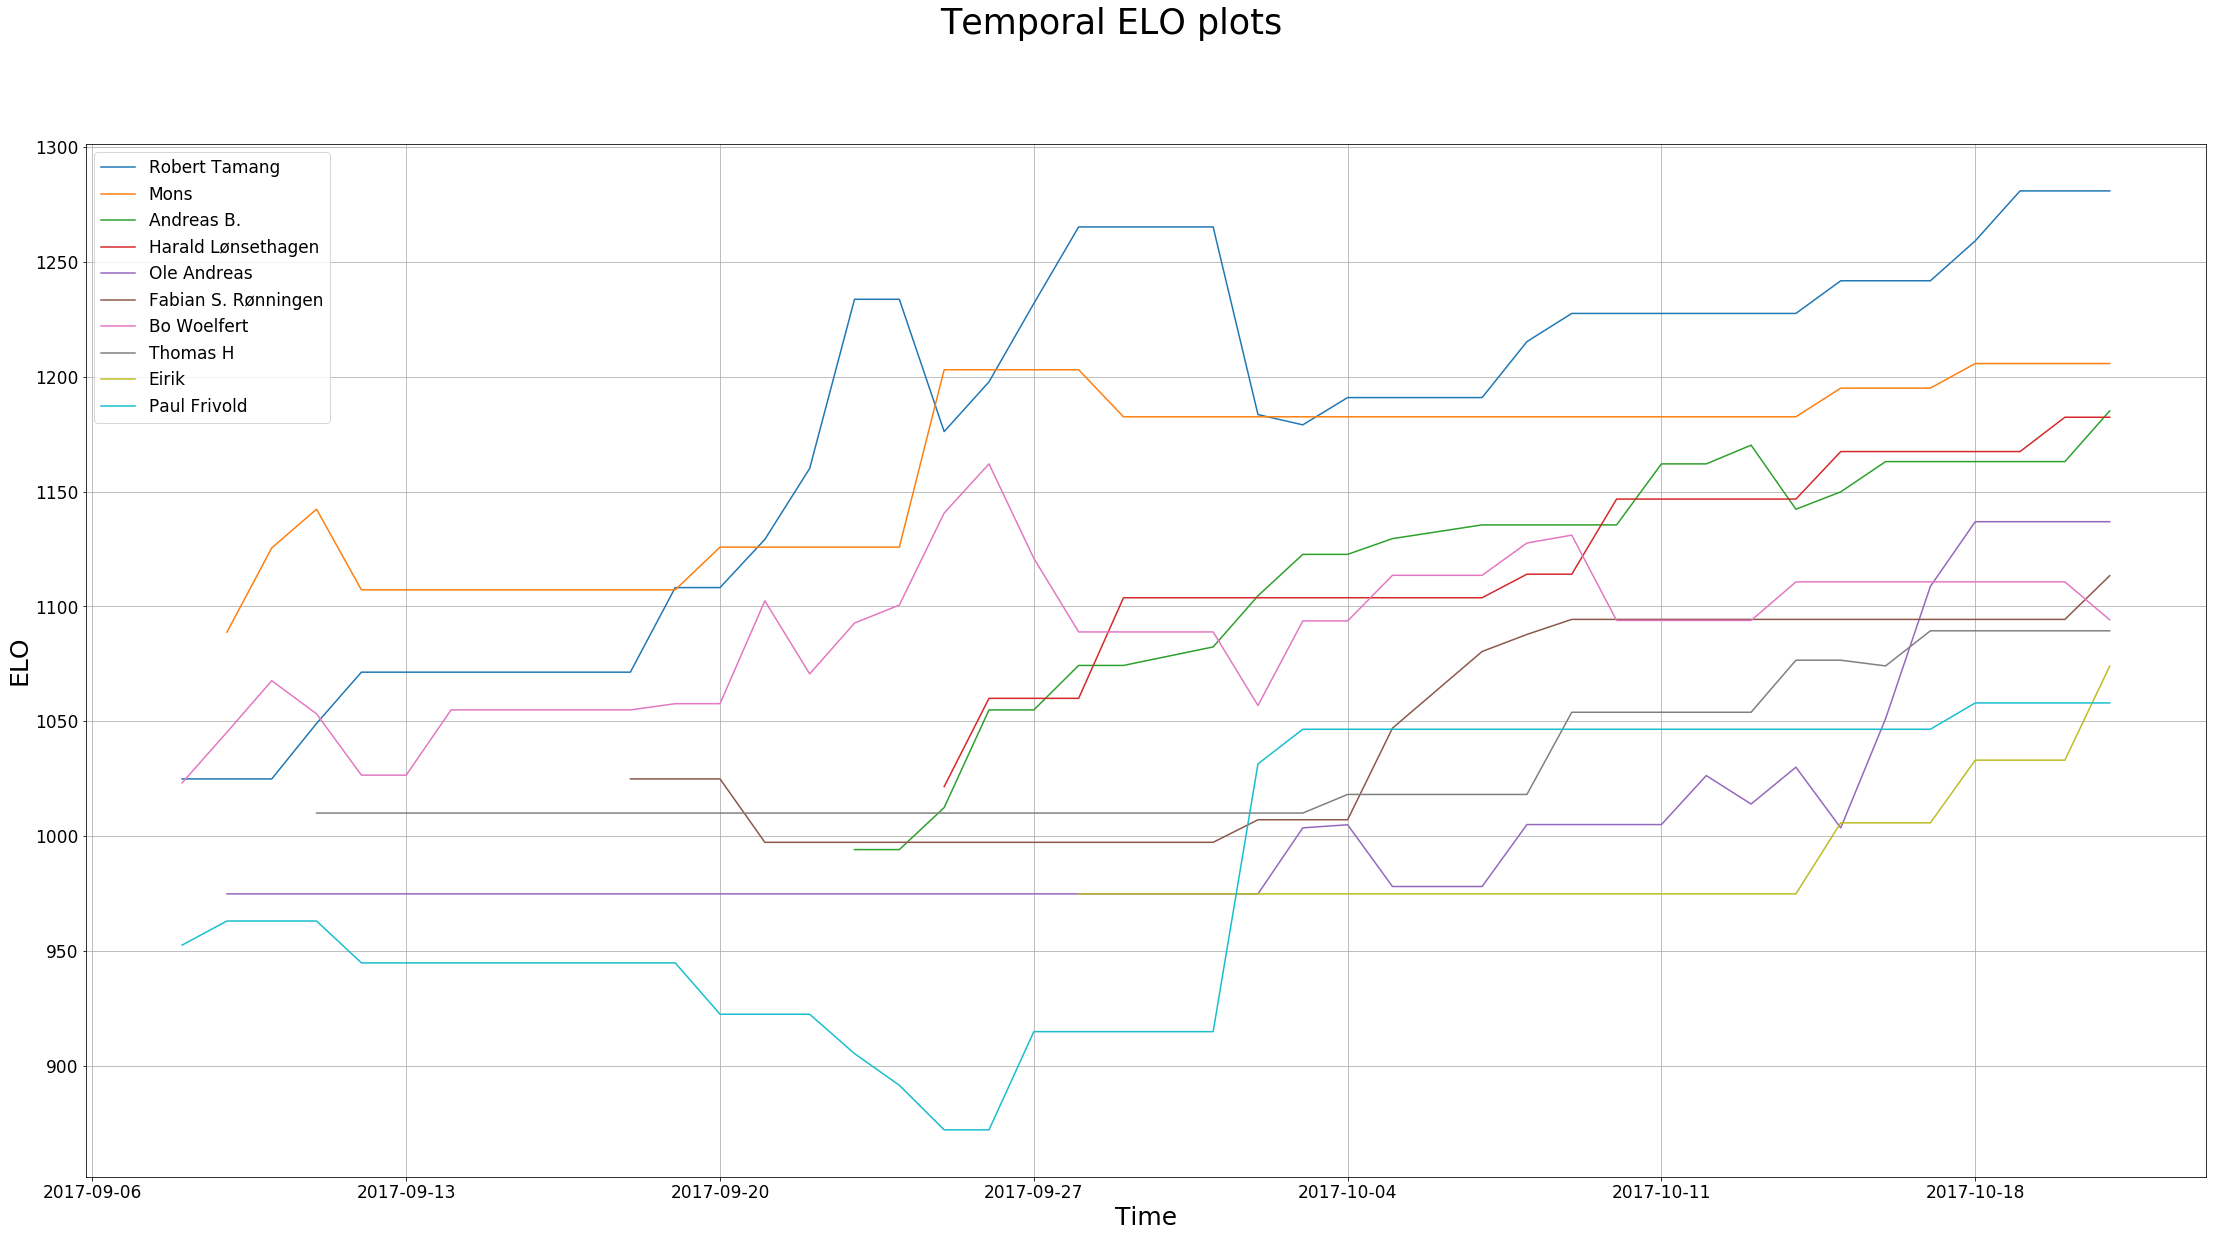 Temporal ELO plots
1300
1250
1200
1150
1100
1050
1000
950
900
ELO
Robert Tamang
Mons
Andreas B.
Harald Lønsethagen
Ole Andreas
Fabian S. Rønningen
Bo Woelfert
Thomas H
Eirik
Paul Frivold
2017-09-06 2017-09-13 2017-09-20 2017-09-27 2017-10-04 2017-10-11 2017-10-18
Time